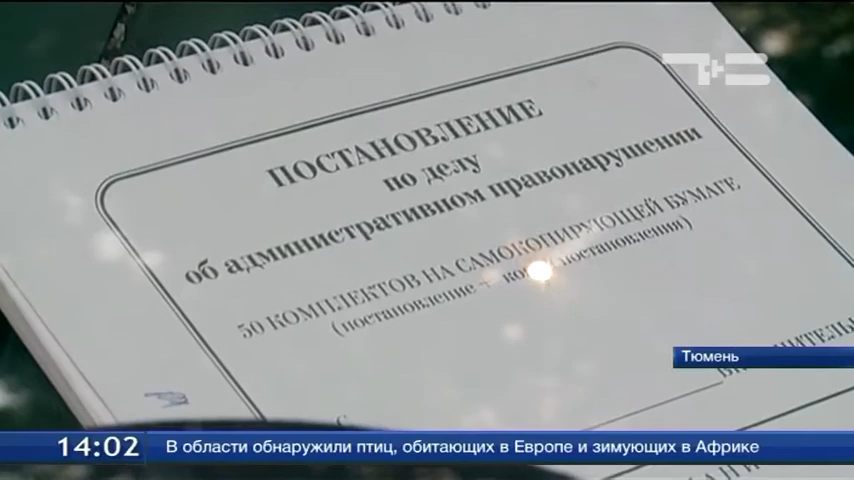 Т+В
ПОСТАНОВЛЕНИЕ
по делу
об административном правонарушении
50 КОМПЛЕКТОВ НА САМОКОПИРУЮЩЕЙ БУМАГЕ
(постановление + постановления)
Тюмень
14:02 В области обнаружили птиц, обитающих в Европе и зимующих в Африке